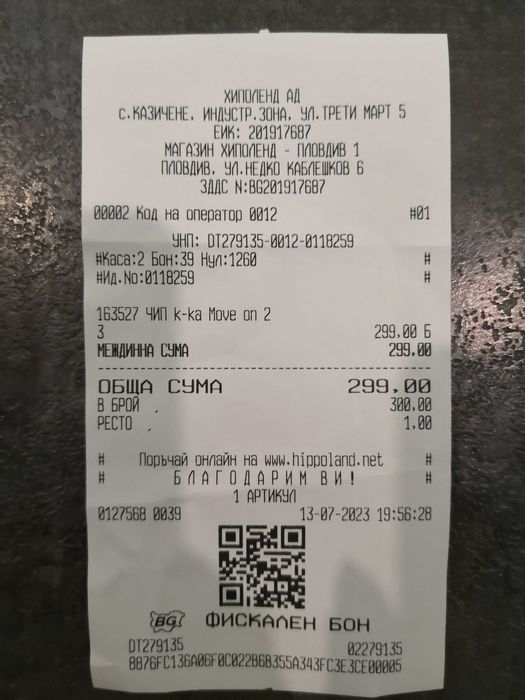 ХИПОЛЕНД АД
с.КАЗИЧЕНЕ, ИНДУСТР.ЗОНА, УЛ.ТРЕТИ МАРТ 5
ЕИК: 201917687
МАГАЗИН ХИПОЛЕНД - ПЛОВДИВ 1
ПЛОВДИВ, УЛ.НЕДКО КАБЛЕШКОВ 6
ЗДДС N:BG201917687
00002 Код на оператор 0012 #01
УНП: DT279135-0012-0118259
#Каса:2 Бон:39 Нул:1260 #
#Ид.No:0118259 #
163527 ЧИП k-ka Move on 2
3 299.00 Б
МЕЖДИННА СУМА 299.00
ОБЩА СУМА 299.00
В БРОЙ 300.00
РЕСТО 1.00
# Поръчай онлайн на www.hippoland.net #
# Б Л А Г О Д А Р И М В И ! #
1 АРТИКУЛ
0127568 0039 13-07-2023 19:56:28
BG ФИСКАЛЕН БОН
DT279135 02279135
8876FC136A06F0C022B6B355A343FC3E3CE00005